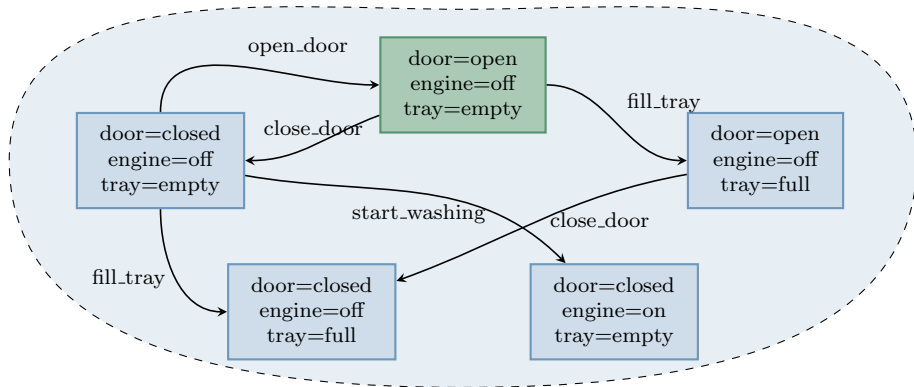 open_door
door=open
engine=off
tray=empty
fill_tray
door=closed
engine=off
tray=empty
close_door
door=open
engine=off
tray=full
start_washing
close_door
fill_tray
door=closed
engine=off
tray=full
door=closed
engine=on
tray=empty